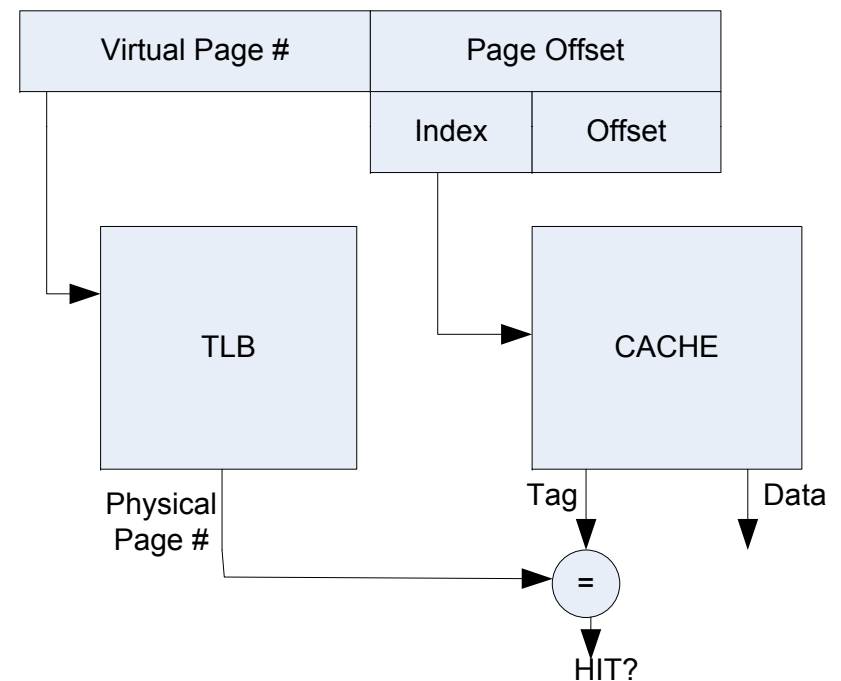 Virtual Page #
Page Offset
Index
Offset
TLB
CACHE
Physical
Page #
Tag
Data
=
HIT?